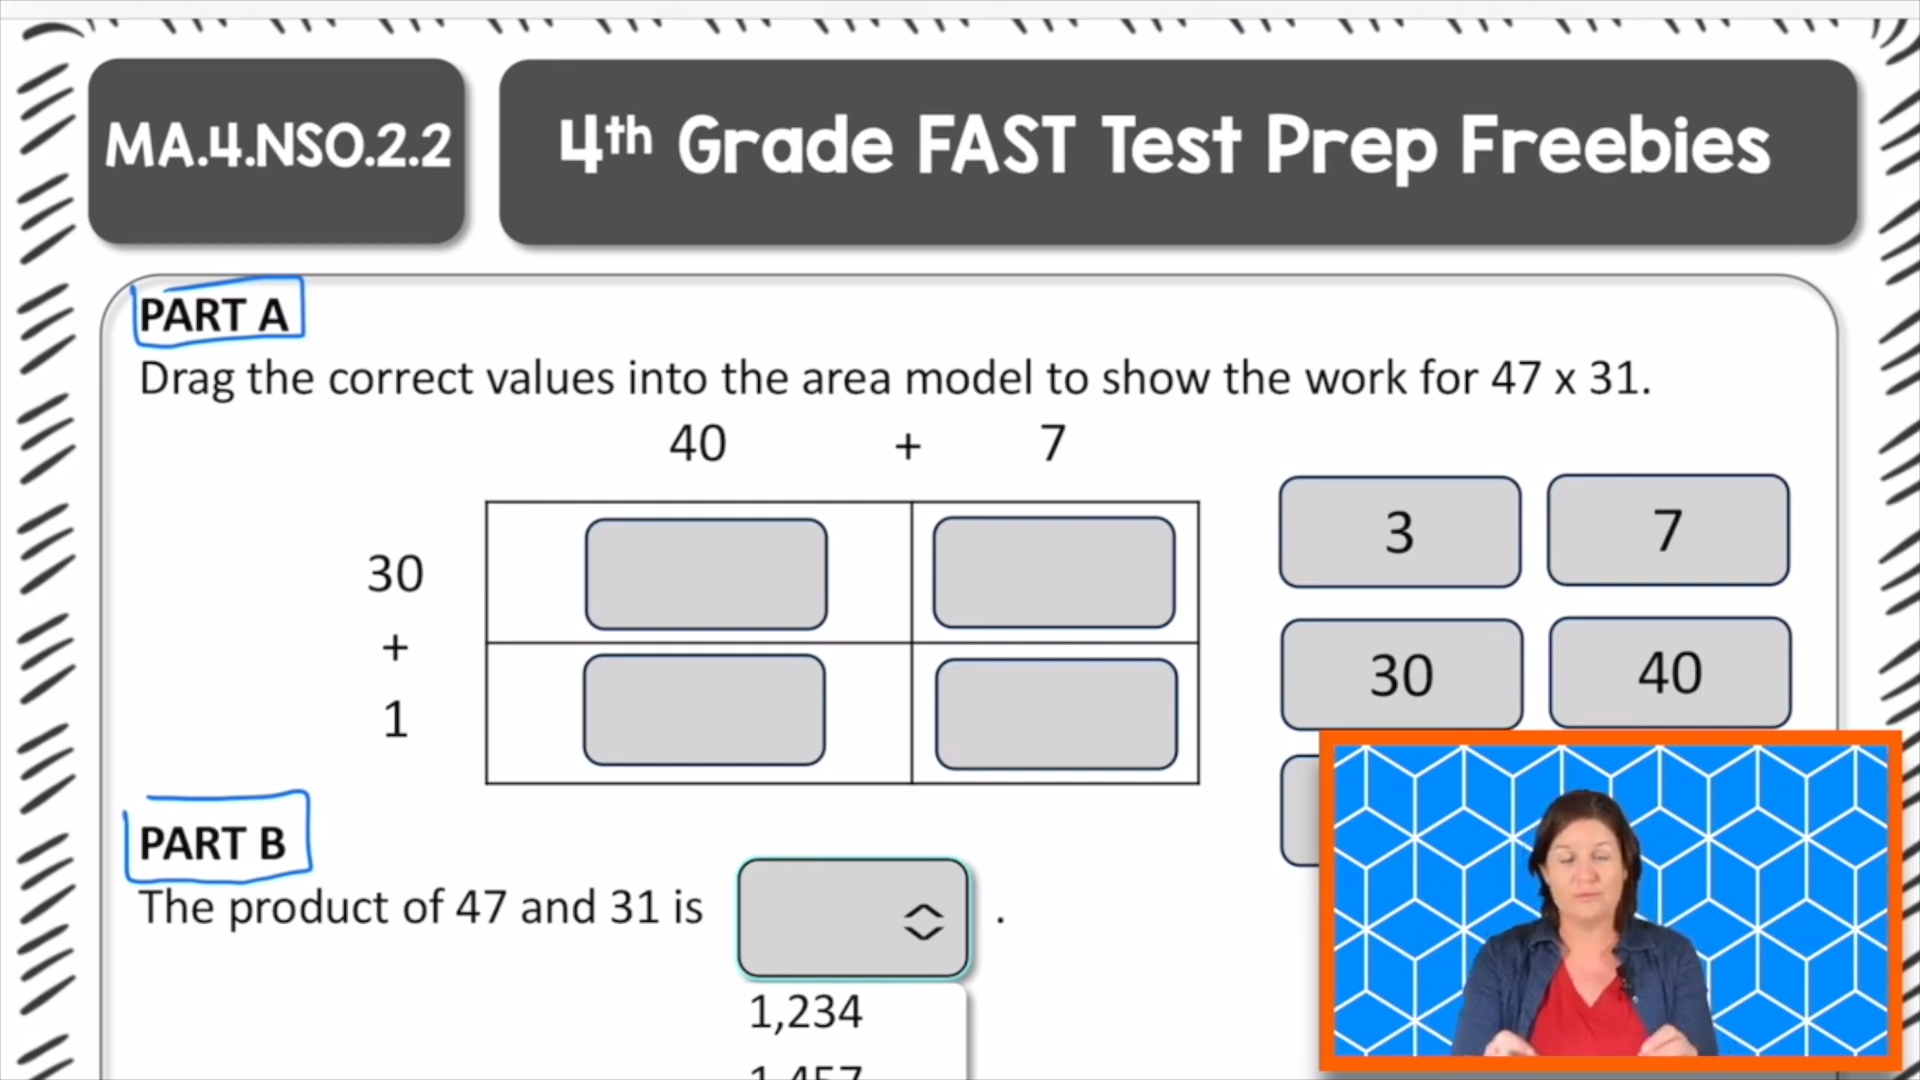 MA.4.NSO.2.2
4th Grade FAST Test Prep Freebies
PART A
Drag the correct values into the area model to show the work for 47 x 31.
40 + 7
3 7
30
30 40
+
1
PART B
The product of 47 and 31 is .
1,234